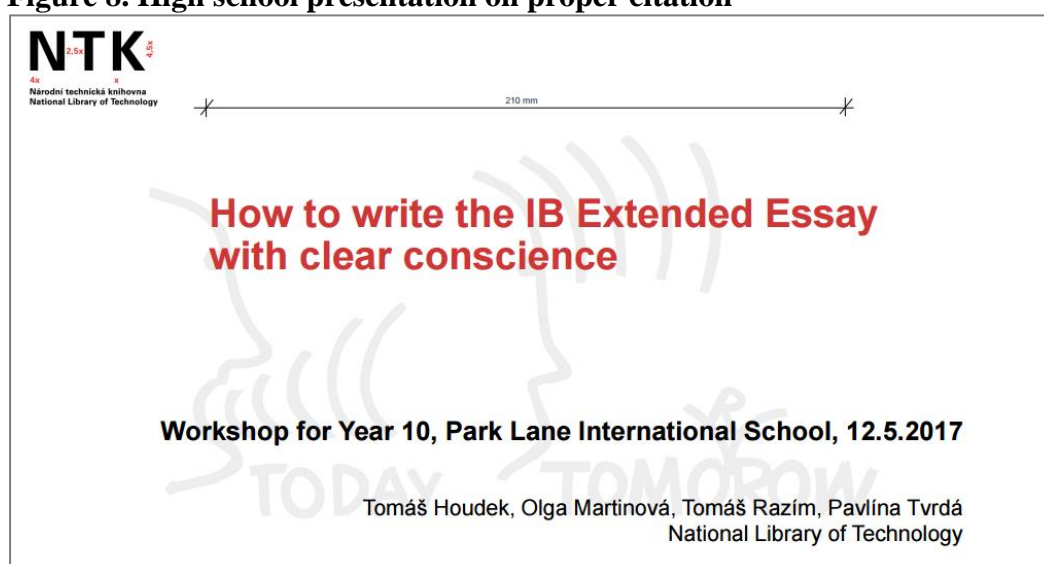 Figure 8. High school presentation on proper citation
NTK
2,5x
4,5x
4x
x
Národní technická knihovna
National Library of Technology
210 mm
How to write the IB Extended Essay
with clear conscience
Workshop for Year 10, Park Lane International School, 12.5.2017
TODAY
TOMOROW
Tomáš Houdek, Olga Martinová, Tomáš Razím, Pavlína Tvrdá
National Library of Technology